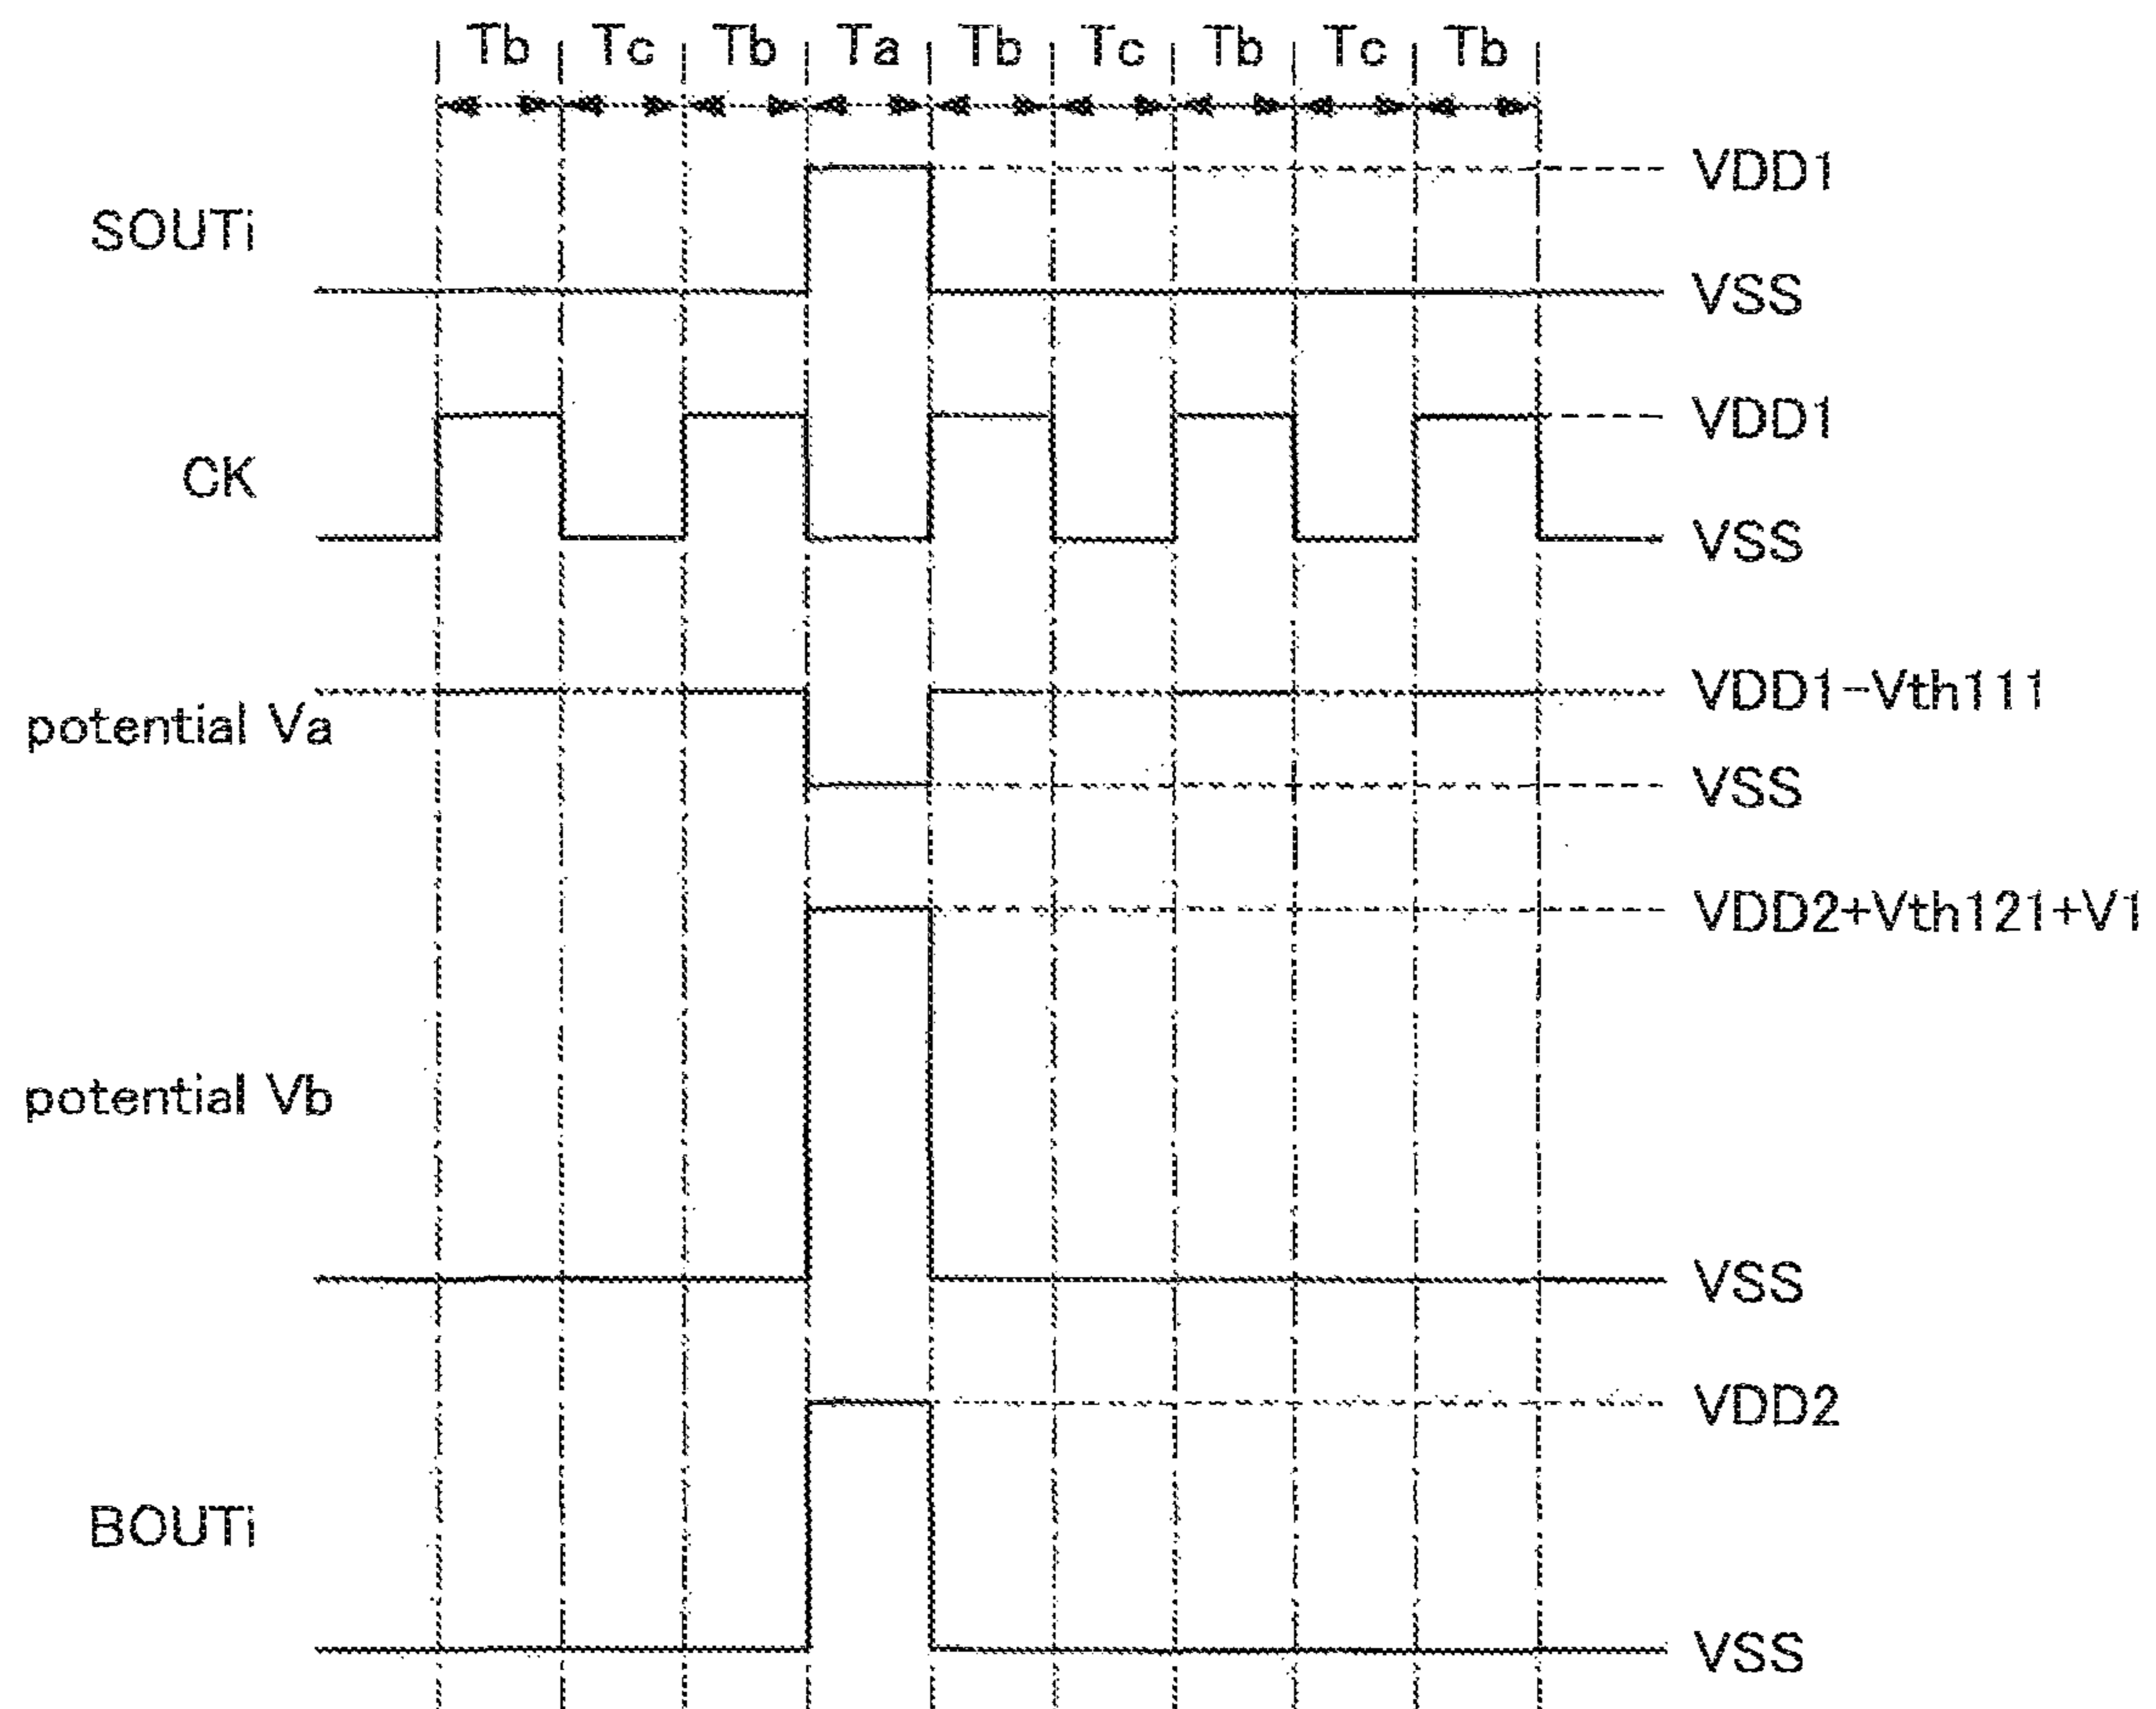 Tb Tc Tb Ta Tb Tc Tb Tc Tb
VDD1
SOUTi
VSS
VDD1
CK
VSS
VDD1-Vth111
potential Va
VSS
VDD2+Vth121+V1
potential Vb
VSS
VDD2
BOUTi
VSS